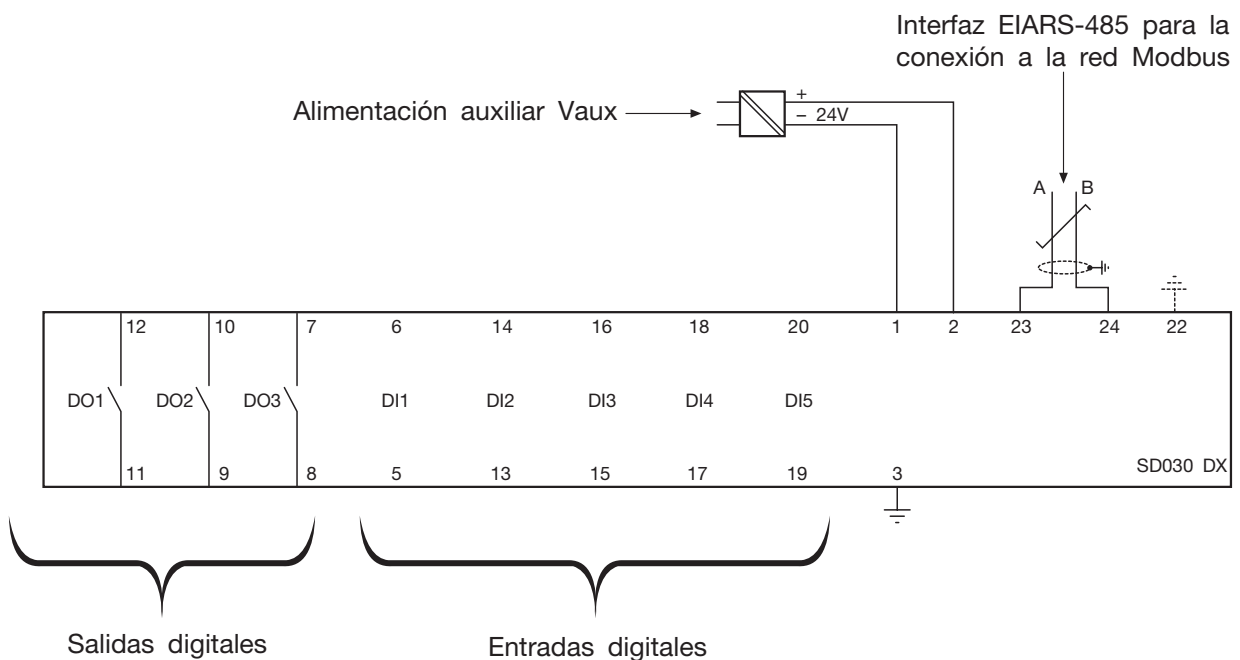 Interfaz EIARS-485 para la
conexión a la red Modbus
Alimentación auxiliar Vaux
+
– 24V
A B
12 10 7 6 14 16 18 20 1 2 23 24 22
DO1 DO2 DO3 DI1 DI2 DI3 DI4 DI5
SD030 DX
11 9 8 5 13 15 17 19 3
Salidas digitales
Entradas digitales